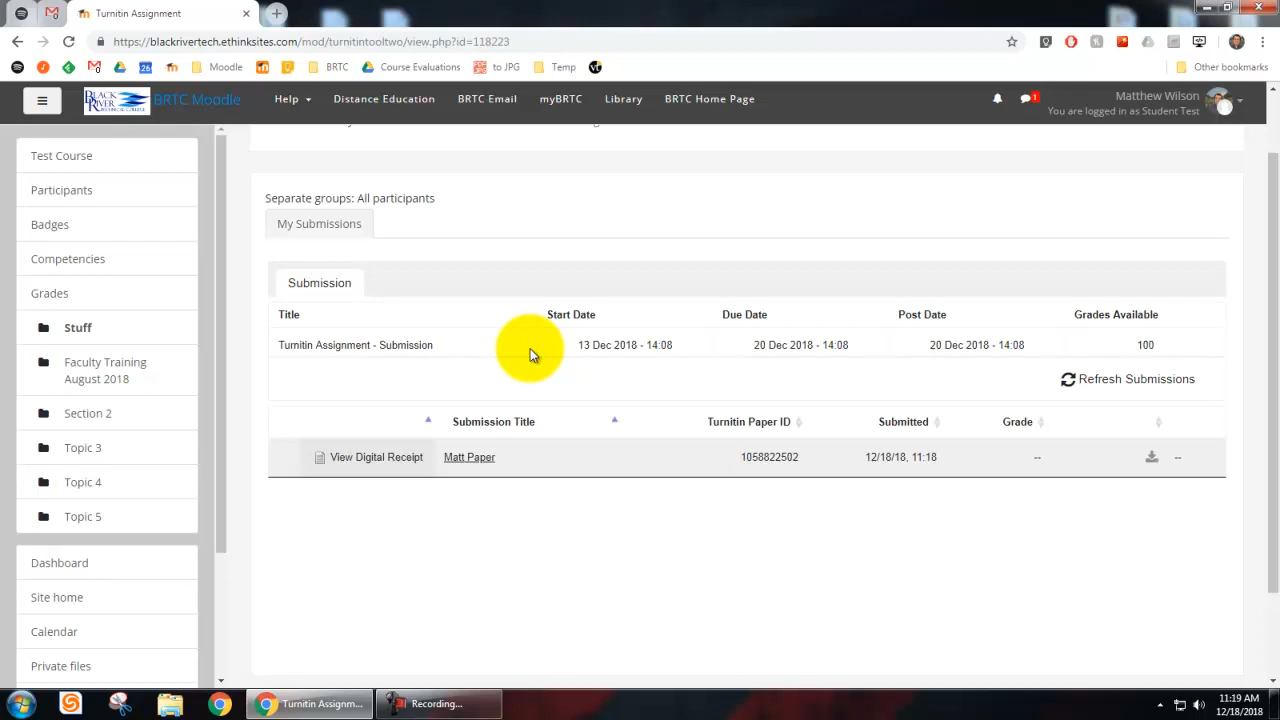 Turnitin Assignment
https://blackrivertech.ethinksites.com/mod/turnitintooltwo/view.php?id=118223
26 Moodle BRTC Course Evaluations to JPG Temp Other bookmarks
BLACK RIVER TECHNICAL COLLEGE BRTC Moodle Help Distance Education BRTC Email myBRTC Library BRTC Home Page 1 Matthew Wilson
You are logged in as Student Test
Test Course
Participants
Badges
Competencies
Grades
Stuff
Faculty Training
August 2018
Section 2
Topic 3
Topic 4
Topic 5
Dashboard
Site home
Calendar
Private files
Separate groups: All participants
My Submissions
Submission
Title Start Date Due Date Post Date Grades Available
Turnitin Assignment - Submission 13 Dec 2018 - 14:08 20 Dec 2018 - 14:08 20 Dec 2018 - 14:08 100
Refresh Submissions
Submission Title Turnitin Paper ID Submitted Grade
View Digital Receipt Matt Paper 1058822502 12/18/18, 11:18 -- --
Turnitin Assignm... Recording... 11:19 AM
12/18/2018